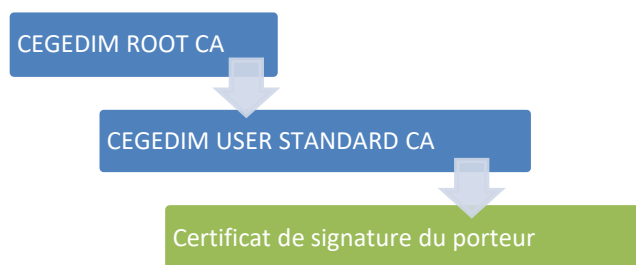 CEGEDIM ROOT CA
CEGEDIM USER STANDARD CA
Certificat de signature du porteur